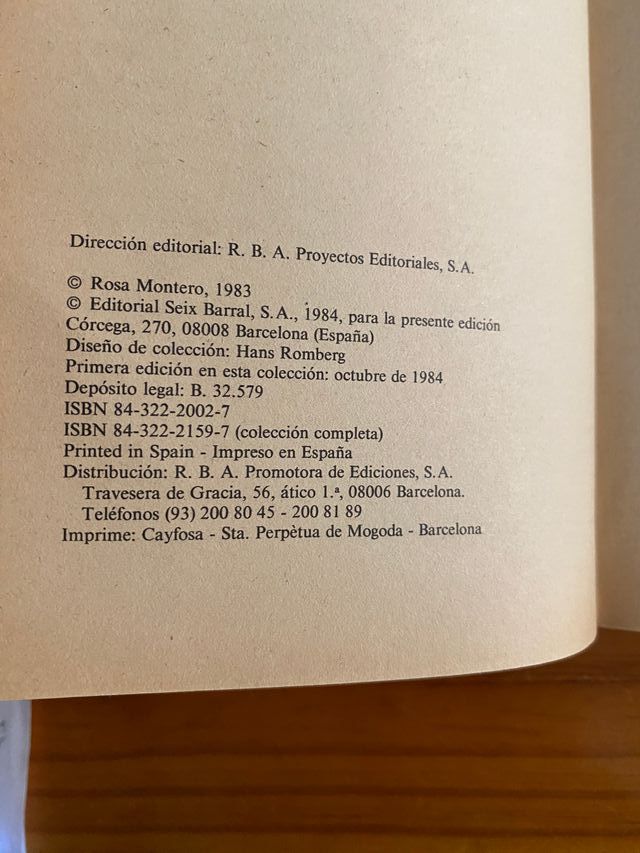 Dirección editorial: R. B. A. Proyectos Editoriales, S.A.
© Rosa Montero, 1983
© Editorial Seix Barral, S.A., 1984, para la presente edición
Córcega, 270, 08008 Barcelona (España)
Diseño de colección: Hans Romberg
Primera edición en esta colección: octubre de 1984
Depósito legal: B. 32.579
ISBN 84-322-2002-7
ISBN 84-322-2159-7 (colección completa)
Printed in Spain - Impreso en España
Distribución: R. B. A. Promotora de Ediciones, S.A.
Travesera de Gracia, 56, ático 1.ª, 08006 Barcelona.
Teléfonos (93) 200 80 45 - 200 81 89
Imprime: Cayfosa - Sta. Perpètua de Mogoda - Barcelona